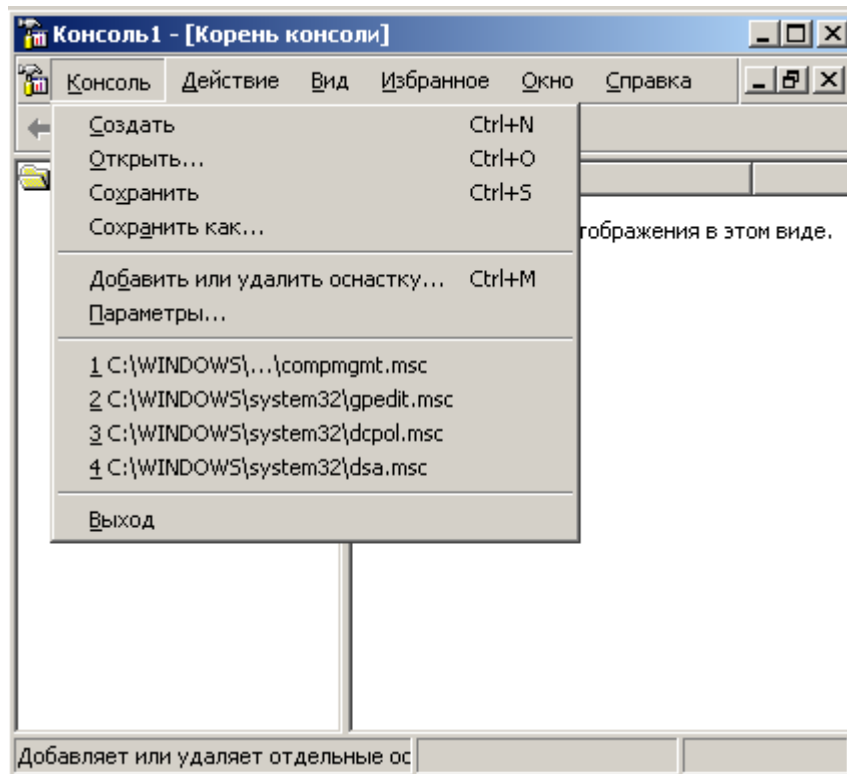 Консоль1 - [Корень консоли]
Консоль Действие Вид Избранное Окно Справка
Создать Ctrl+N
Открыть... Ctrl+O
Сохранить Ctrl+S
Сохранить как...
тображения в этом виде.
Добавить или удалить оснастку... Ctrl+M
Параметры...
1 C:\WINDOWS\...\compmgmt.msc
2 C:\WINDOWS\system32\gpedit.msc
3 C:\WINDOWS\system32\dcpol.msc
4 C:\WINDOWS\system32\dsa.msc
Выход
Добавляет или удаляет отдельные ос